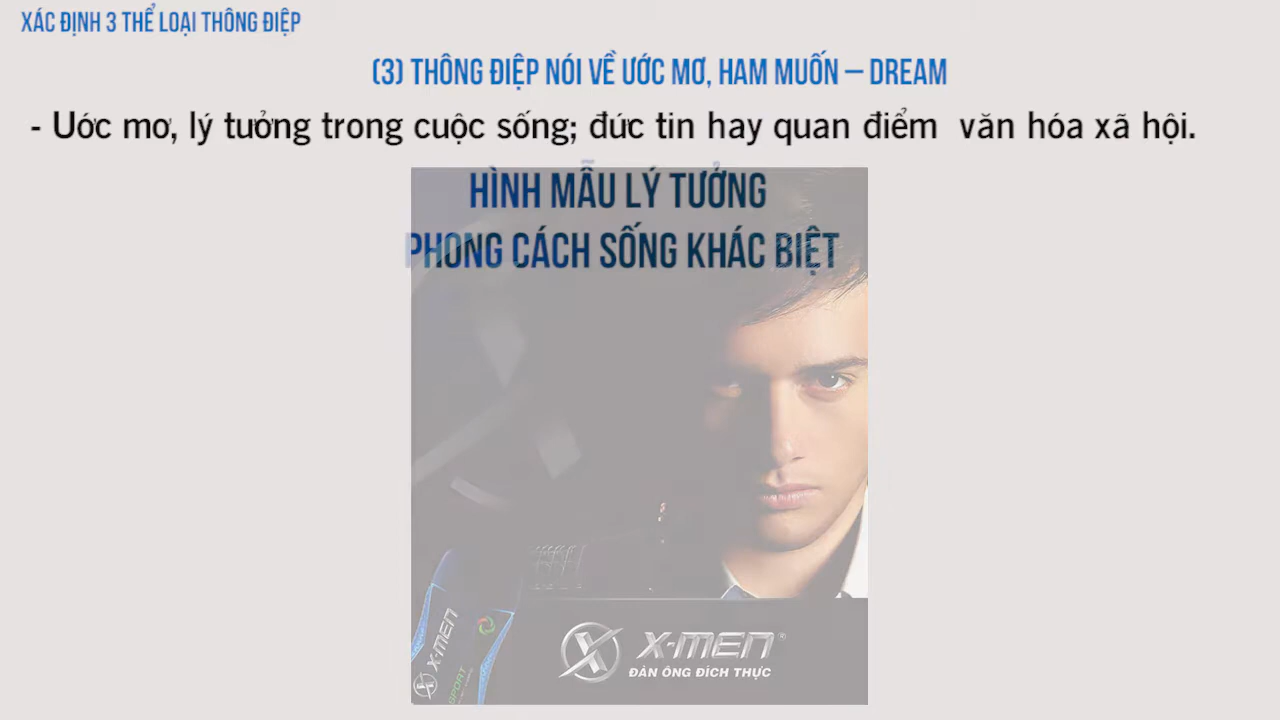 XÁC ĐỊNH 3 THỂ LOẠI THÔNG ĐIỆP
(3) THÔNG ĐIỆP NÓI VỀ ƯỚC MƠ, HAM MUỐN – DREAM
- Ước mơ, lý tưởng trong cuộc sống; đức tin hay quan điểm văn hóa xã hội.
HÌNH MẪU LÝ TƯỞNG
PHONG CÁCH SỐNG KHÁC BIỆT
X-MEN
SPORT
X-MEN®
ĐÀN ÔNG ĐÍCH THỰC